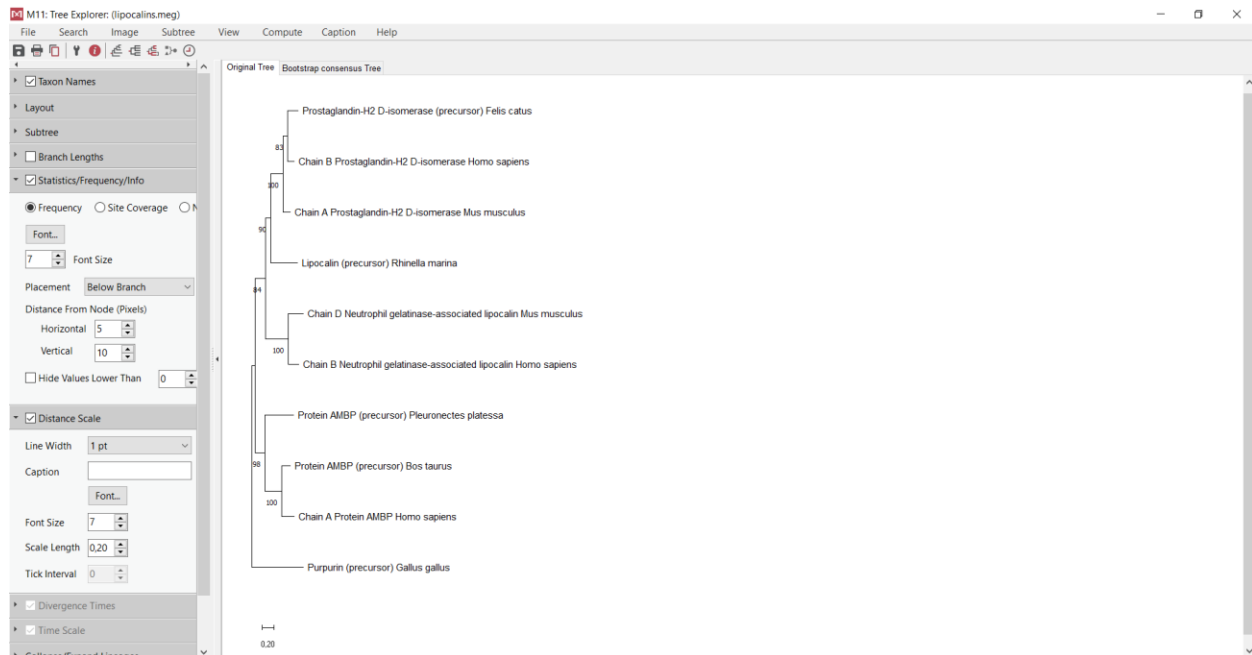 M11: Tree Explorer: (lipocalins.meg)
File Search Image Subtree View Compute Caption Help
Taxon Names
Layout
Subtree
Branch Lengths
Statistics/Frequency/Info
Frequency Site Coverage
Font...
7 Font Size
Placement Below Branch
Distance From Node (Pixels)
Horizontal 5
Vertical 10
Hide Values Lower Than 0
Distance Scale
Line Width 1 pt
Caption
Font...
Font Size 7
Scale Length 0,20
Tick Interval 0
Divergence Times
Time Scale
Original Tree Bootstrap consensus Tree
Prostaglandin-H2 D-isomerase (precursor) Felis catus
83
Chain B Prostaglandin-H2 D-isomerase Homo sapiens
100
Chain A Prostaglandin-H2 D-isomerase Mus musculus
90
Lipocalin (precursor) Rhinella marina
84
Chain D Neutrophil gelatinase-associated lipocalin Mus musculus
100
Chain B Neutrophil gelatinase-associated lipocalin Homo sapiens
Protein AMBP (precursor) Pleuronectes platessa
98
Protein AMBP (precursor) Bos taurus
100
Chain A Protein AMBP Homo sapiens
Purpurin (precursor) Gallus gallus
0,20